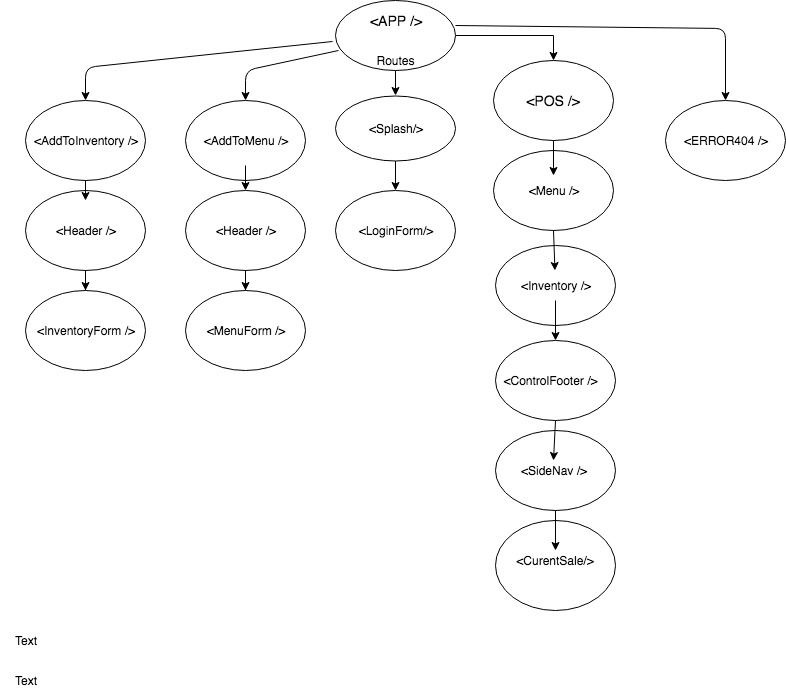 <APP />
Routes
<AddToInventory />
<AddToMenu />
<Splash/>
<POS />
<ERROR404 />
<Header />
<Header />
<LoginForm/>
<Menu />
<InventoryForm />
<MenuForm />
<Inventory />
<ControlFooter />
<SideNav />
<CurentSale/>
Text
Text